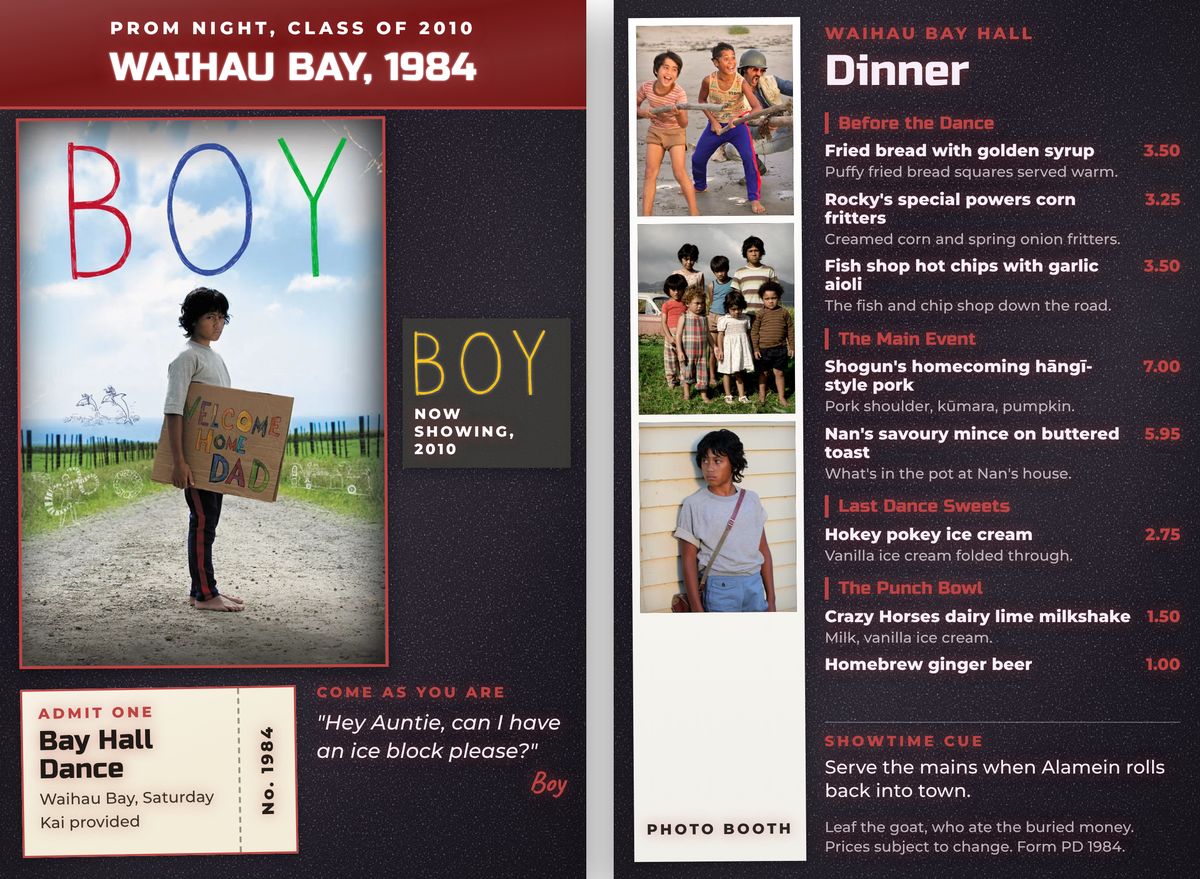 PROM NIGHT, CLASS OF 2010
WAIHAU BAY, 1984
BOY
WELCOME
HOME
DAD
BOY
NOW
SHOWING,
2010
ADMIT ONE
Bay Hall
Dance
Waihau Bay, Saturday
Kai provided
No. 1984
COME AS YOU ARE
"Hey Auntie, can I have
an ice block please?"
Boy
PHOTO BOOTH
WAIHAU BAY HALL
Dinner
Before the Dance
Fried bread with golden syrup 3.50
Puffy fried bread squares served warm.
Rocky's special powers corn 3.25
fritters
Creamed corn and spring onion fritters.
Fish shop hot chips with garlic 3.50
aioli
The fish and chip shop down the road.
The Main Event
Shogun's homecoming hāngī- 7.00
style pork
Pork shoulder, kūmara, pumpkin.
Nan's savoury mince on buttered 5.95
toast
What's in the pot at Nan's house.
Last Dance Sweets
Hokey pokey ice cream 2.75
Vanilla ice cream folded through.
The Punch Bowl
Crazy Horses dairy lime milkshake 1.50
Milk, vanilla ice cream.
Homebrew ginger beer 1.00
SHOWTIME CUE
Serve the mains when Alamein rolls
back into town.
Leaf the goat, who ate the buried money.
Prices subject to change. Form PD 1984.